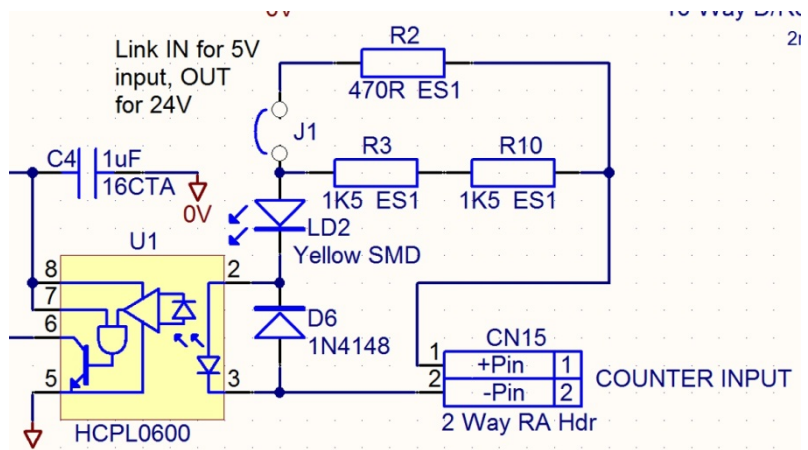 Link IN for 5V
input, OUT
for 24V
R2
470R ES1
J1
R3
1K5 ES1
R10
1K5 ES1
C4
1uF
16CTA
0V
LD2
Yellow SMD
U1
8
7
6
5
2
3
HCPL0600
D6
1N4148
CN15
1
+Pin 1
2
-Pin 2
2 Way RA Hdr
COUNTER INPUT